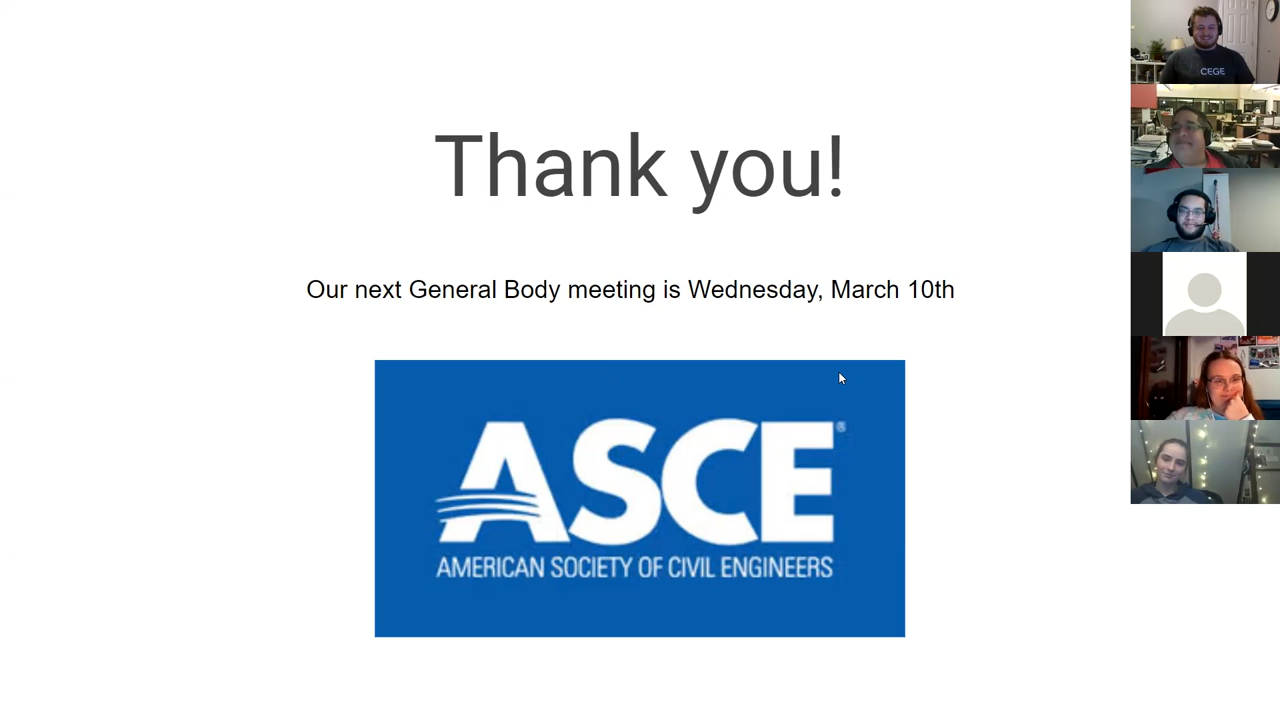 Thank you!
Our next General Body meeting is Wednesday, March 10th
ASCE®
AMERICAN SOCIETY OF CIVIL ENGINEERS
CEGE